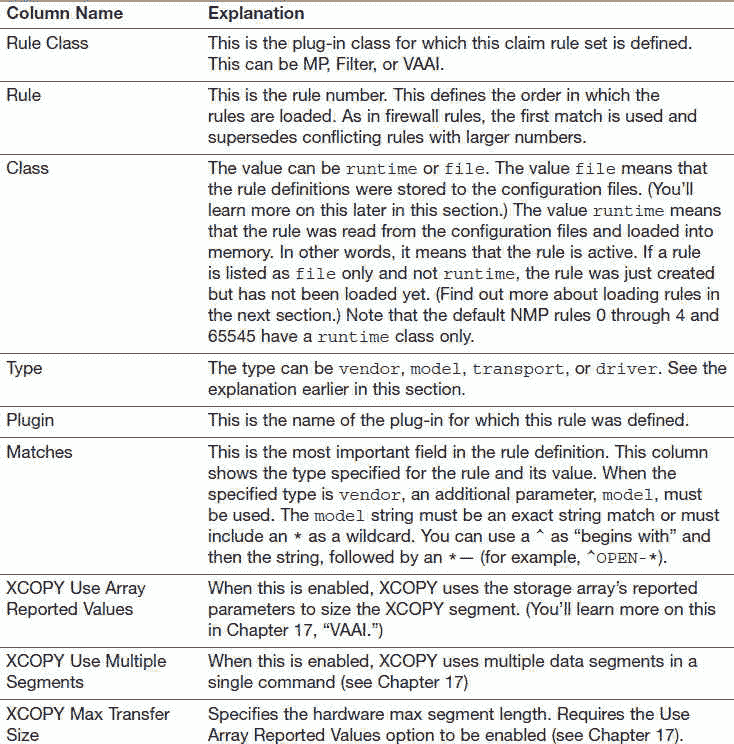 Column Name Explanation
Rule Class This is the plug-in class for which this claim rule set is defined.
This can be MP, Filter, or VAAI.
Rule This is the rule number. This defines the order in which the
rules are loaded. As in firewall rules, the first match is used and
supersedes conflicting rules with larger numbers.
Class The value can be runtime or file. The value file means that
the rule definitions were stored to the configuration files. (You’ll
learn more on this later in this section.) The value runtime means
that the rule was read from the configuration files and loaded into
memory. In other words, it means that the rule is active. If a rule
is listed as file only and not runtime, the rule was just created
but has not been loaded yet. (Find out more about loading rules in
the next section.) Note that the default NMP rules 0 through 4 and
65545 have a runtime class only.
Type The type can be vendor, model, transport, or driver. See the
explanation earlier in this section.
Plugin This is the name of the plug-in for which this rule was defined.
Matches This is the most important field in the rule definition. This column
shows the type specified for the rule and its value. When the
specified type is vendor, an additional parameter, model, must
be used. The model string must be an exact string match or must
include an * as a wildcard. You can use a ^ as “begins with” and
then the string, followed by an *— (for example, ^OPEN-*).
XCOPY Use Array When this is enabled, XCOPY uses the storage array’s reported
Reported Values parameters to size the XCOPY segment. (You’ll learn more on this
in Chapter 17, “VAAI.”)
XCOPY Use Multiple When this is enabled, XCOPY uses multiple data segments in a
Segments single command (see Chapter 17)
XCOPY Max Transfer Specifies the hardware max segment length. Requires the Use
Size Array Reported Values option to be enabled (see Chapter 17).